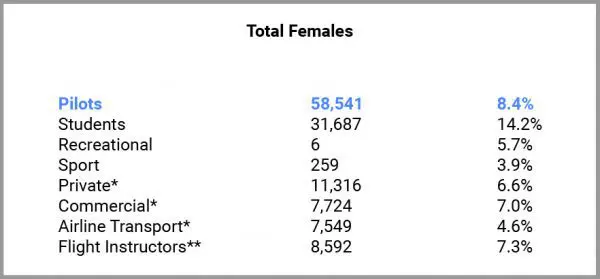 Total Females
Pilots 58,541 8.4%
Students 31,687 14.2%
Recreational 6 5.7%
Sport 259 3.9%
Private* 11,316 6.6%
Commercial* 7,724 7.0%
Airline Transport* 7,549 4.6%
Flight Instructors** 8,592 7.3%